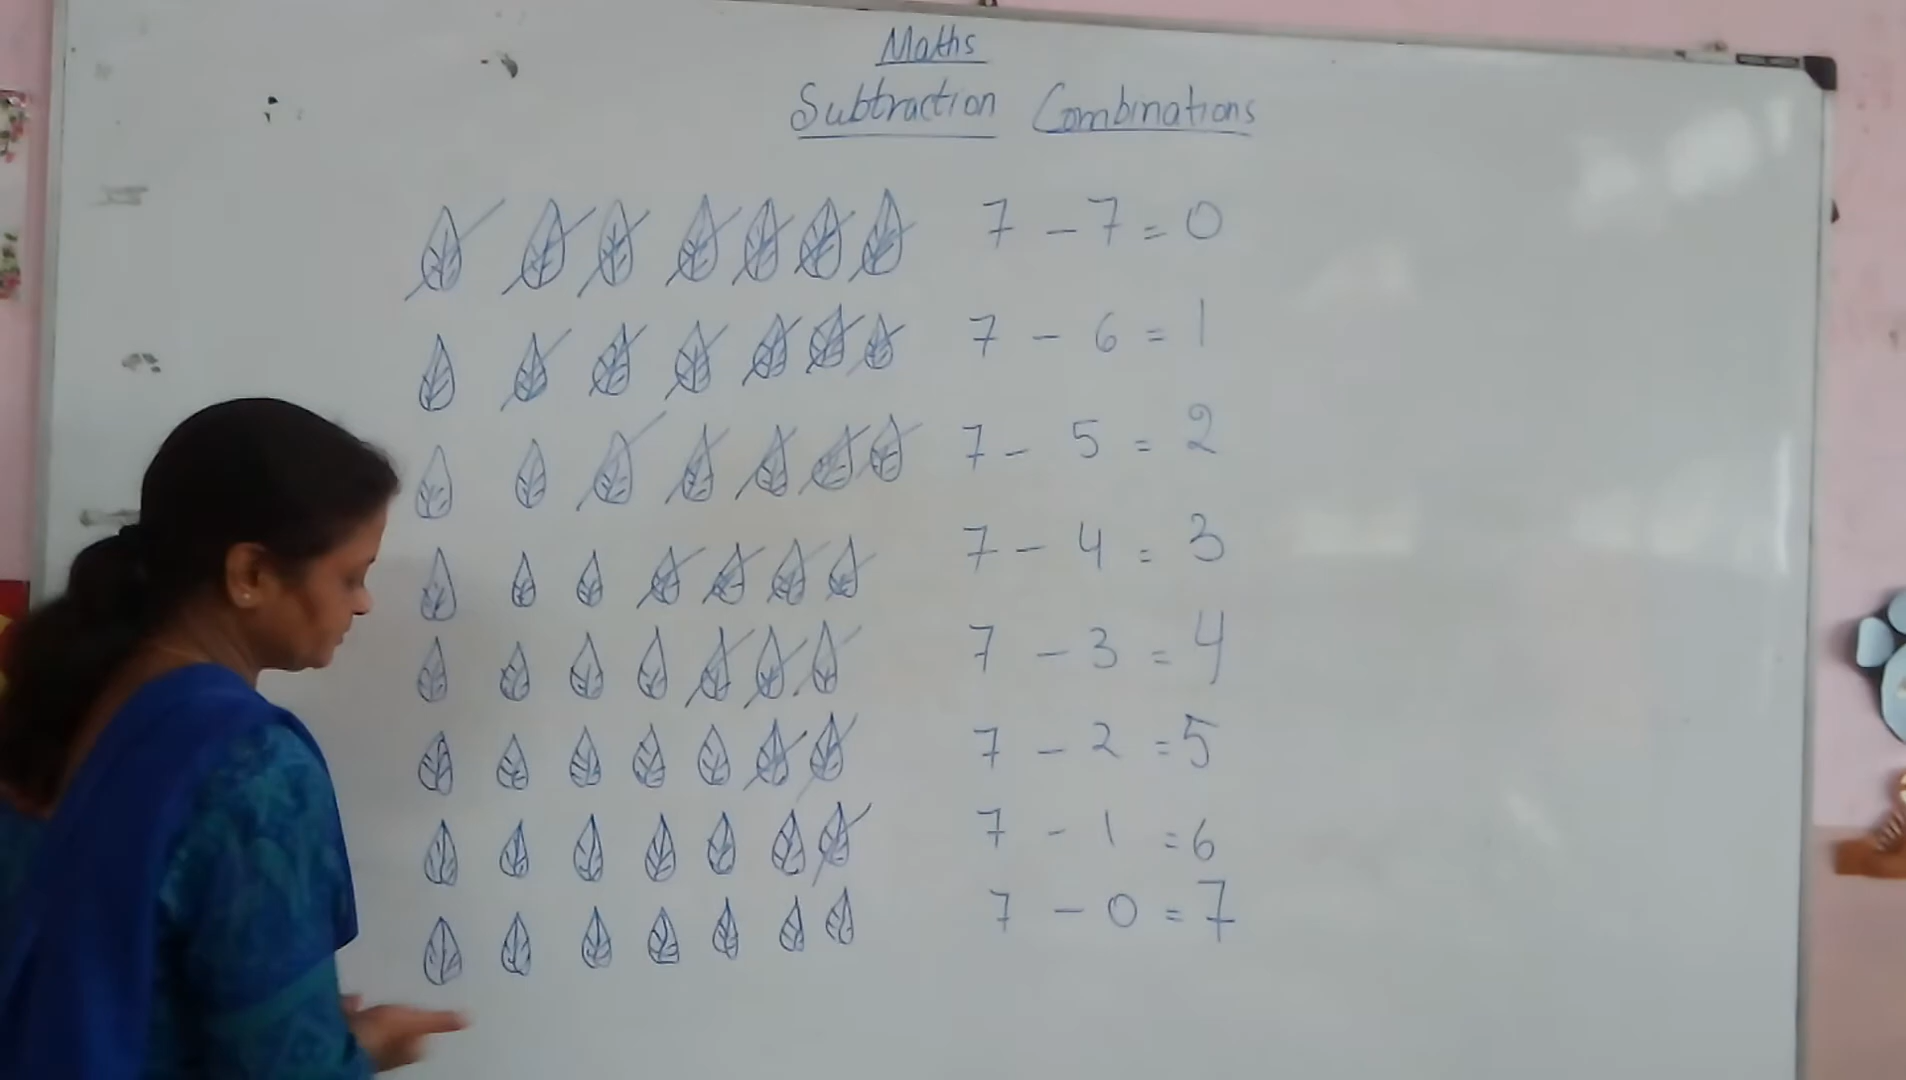 Maths
Subtraction Combinations
7 - 7 = 0
7 - 6 = 1
7 - 5 = 2
7 - 4 = 3
7 - 3 = 4
7 - 2 = 5
7 - 1 = 6
7 - 0 = 7